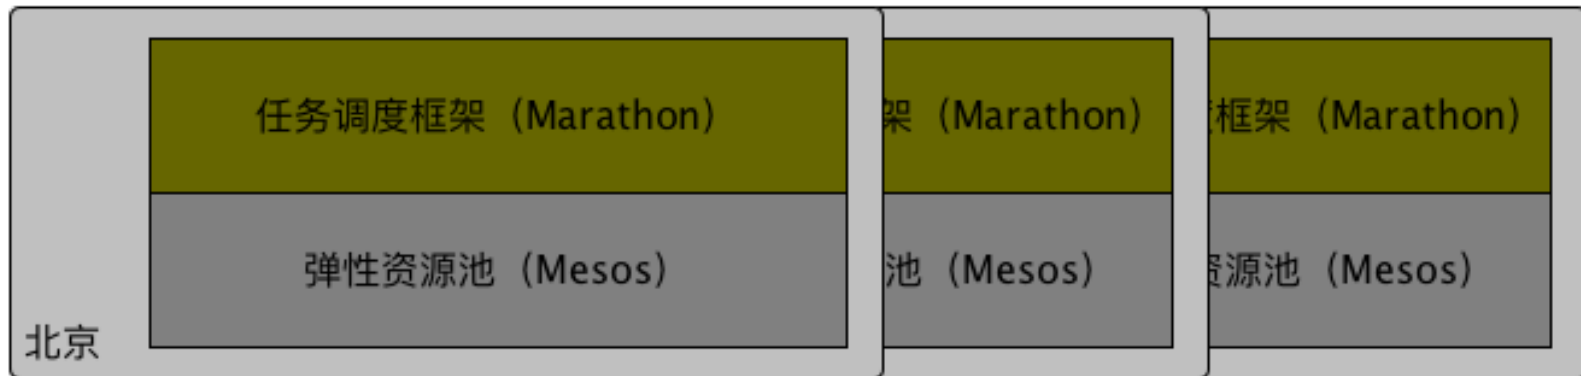 任务调度框架（Marathon）
架（Marathon）
框架（Marathon）
弹性资源池（Mesos）
池（Mesos）
源池（Mesos）
北京